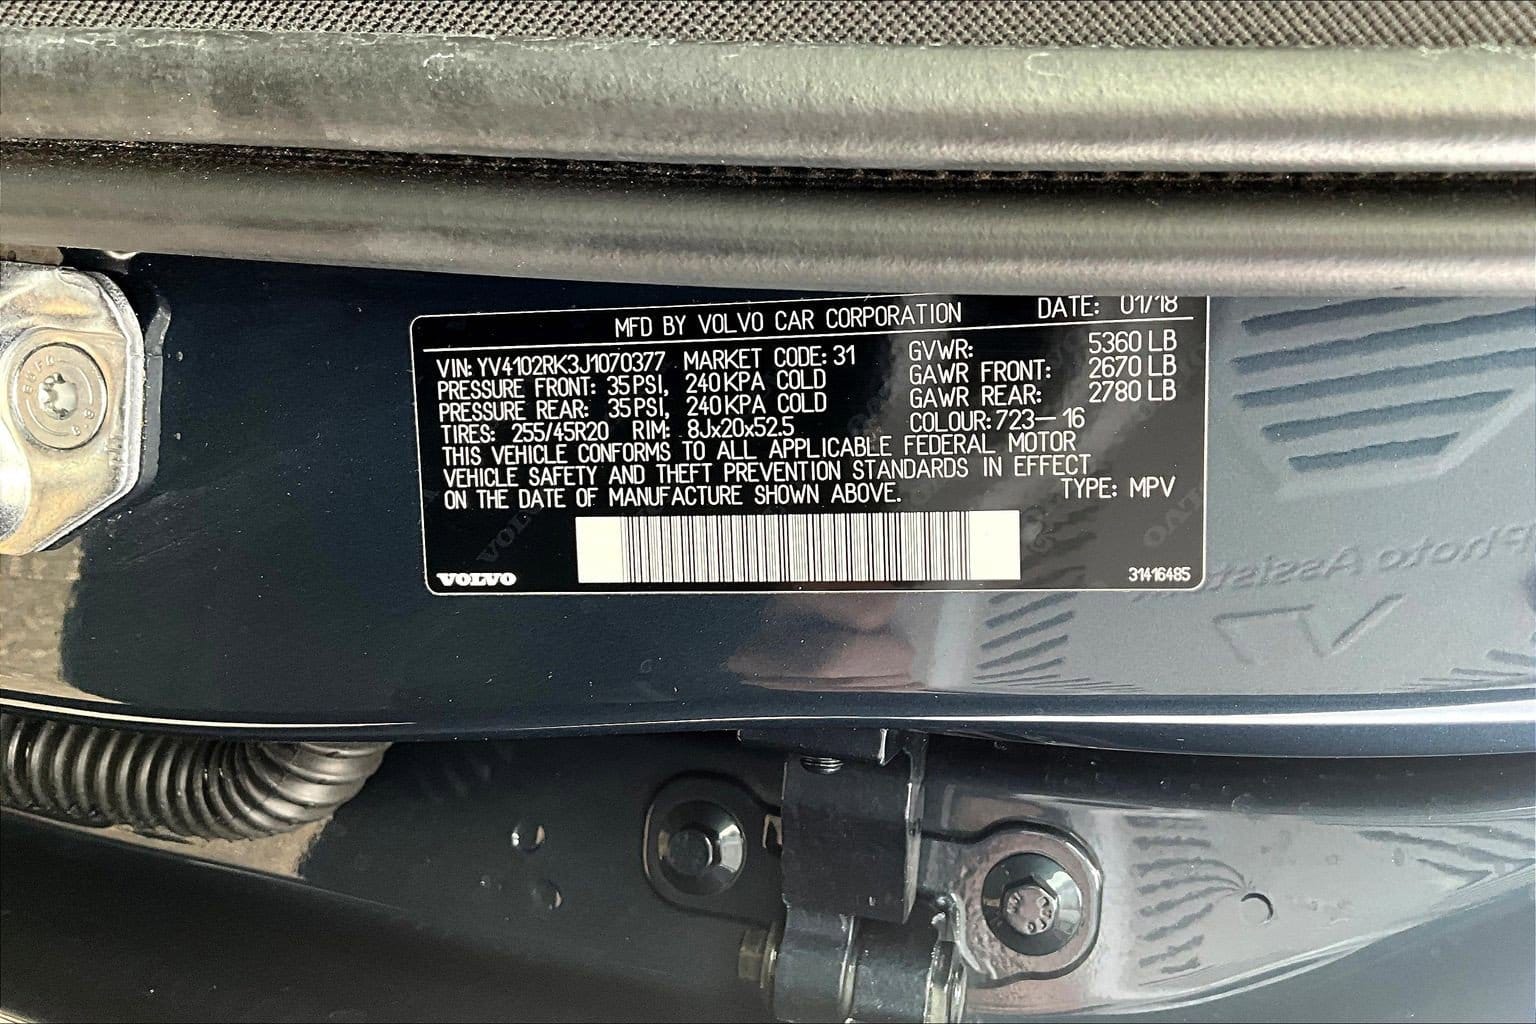 MFD BY VOLVO CAR CORPORATION DATE: 01/18
VIN: YV4102RK3J1070377 MARKET CODE: 31 GVWR: 5360 LB
PRESSURE FRONT: 35 PSI, 240 KPA COLD GAWR FRONT: 2670 LB
PRESSURE REAR: 35 PSI, 240 KPA COLD GAWR REAR: 2780 LB
TIRES: 255/45R20 RIM: 8Jx20x52.5 COLOUR: 723-16
THIS VEHICLE CONFORMS TO ALL APPLICABLE FEDERAL MOTOR
VEHICLE SAFETY AND THEFT PREVENTION STANDARDS IN EFFECT
ON THE DATE OF MANUFACTURE SHOWN ABOVE. TYPE: MPV
VOLVO
31416485